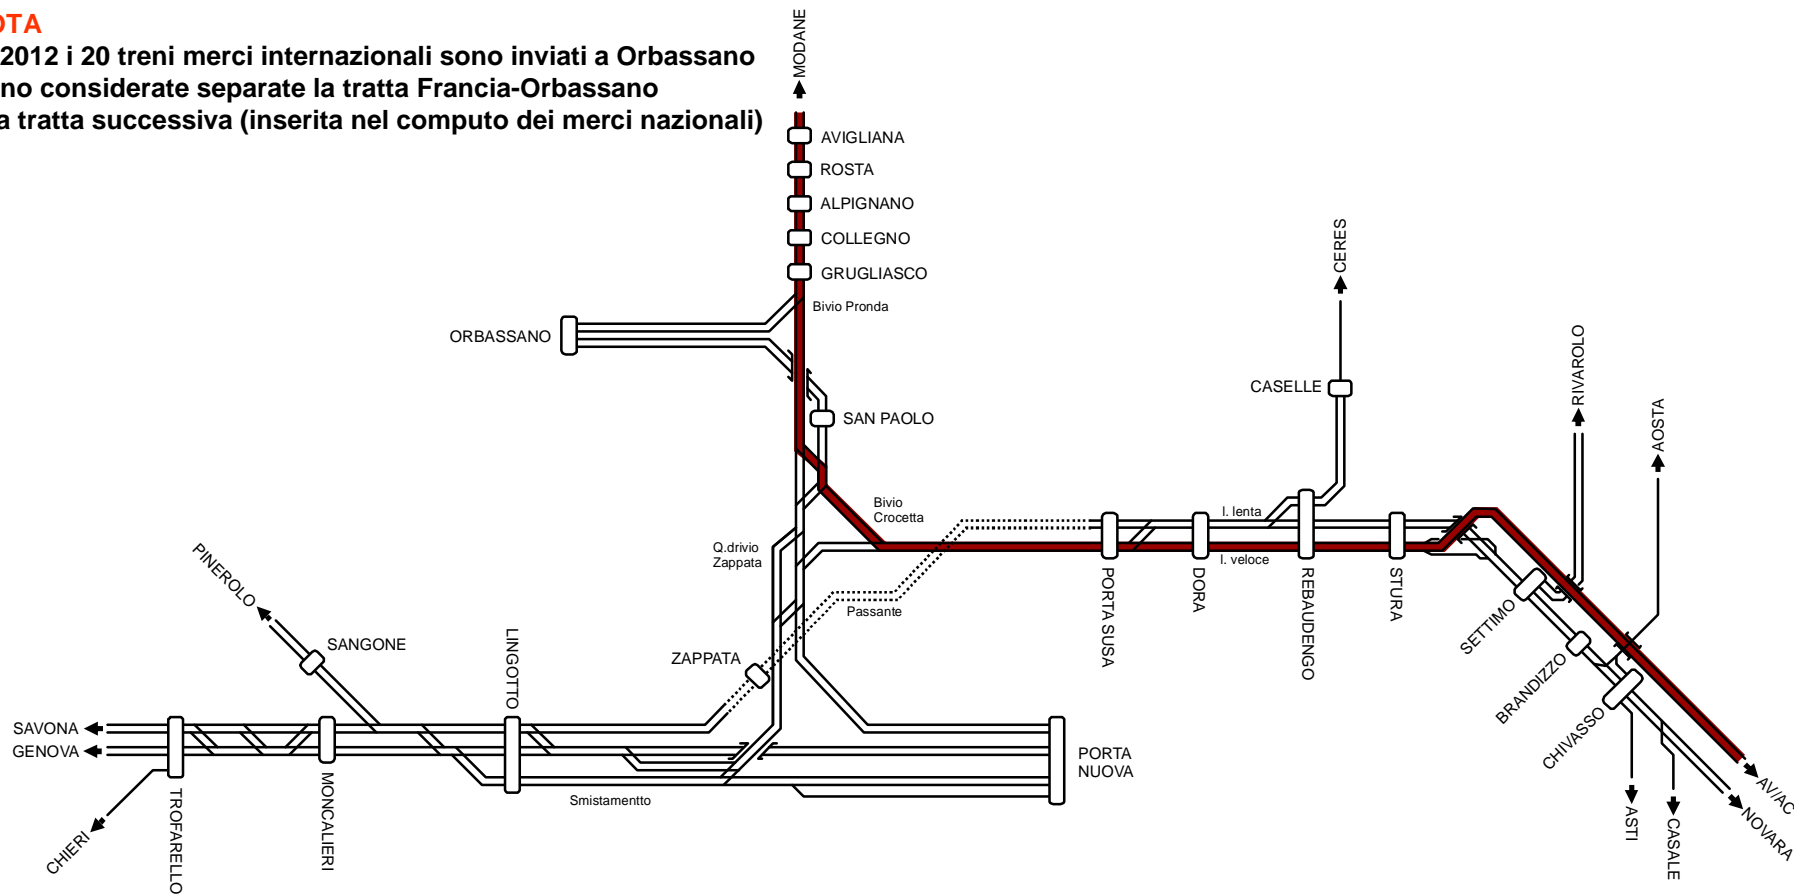 OTA
2012 i 20 treni merci internazionali sono inviati a Orbassano
no considerate separate la tratta Francia-Orbassano
a tratta successiva (inserita nel computo dei merci nazionali)
MODANE
AVIGLIANA
ROSTA
ALPIGNANO
COLLEGNO
GRUGLIASCO
Bivio Pronda
ORBASSANO
SAN PAOLO
CERES
CASELLE
RIVAROLO
AOSTA
Bivio
Crocetta
l. lenta
l. veloce
Q.drivio
Zappata
Passante
PORTA SUSA
DORA
REBAUDENGO
STURA
SETTIMO
BRANDIZZO
CHIVASSO
PINEROLO
SANGONE
LINGOTTO
ZAPPATA
SAVONA
GENOVA
PORTA
NUOVA
Smistamentto
CHIERI
TROFARELLO
MONCALIERI
ASTI
CASALE
AV/AC
NOVARA